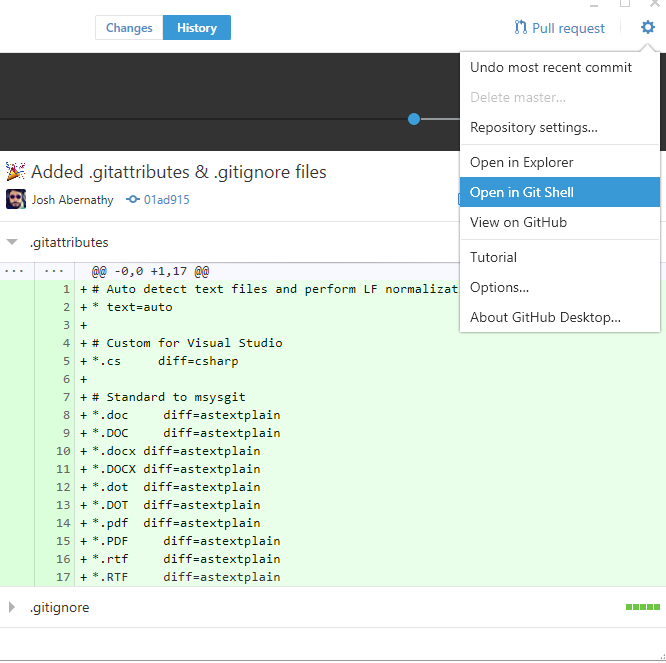 Changes
History
Pull request
Undo most recent commit
Delete master...
Repository settings...
Open in Explorer
Open in Git Shell
View on GitHub
Tutorial
Options...
About GitHub Desktop...
Added .gitattributes & .gitignore files
Josh Abernathy
01ad915
.gitattributes
··· ··· @@ -0,0 +1,17 @@
1 + # Auto detect text files and perform LF normalizat
2 + * text=auto
3 +
4 + # Custom for Visual Studio
5 + *.cs     diff=csharp
6 +
7 + # Standard to msysgit
8 + *.doc     diff=astextplain
9 + *.DOC     diff=astextplain
10 + *.docx diff=astextplain
11 + *.DOCX diff=astextplain
12 + *.dot  diff=astextplain
13 + *.DOT  diff=astextplain
14 + *.pdf  diff=astextplain
15 + *.PDF     diff=astextplain
16 + *.rtf     diff=astextplain
17 + *.RTF     diff=astextplain
.gitignore